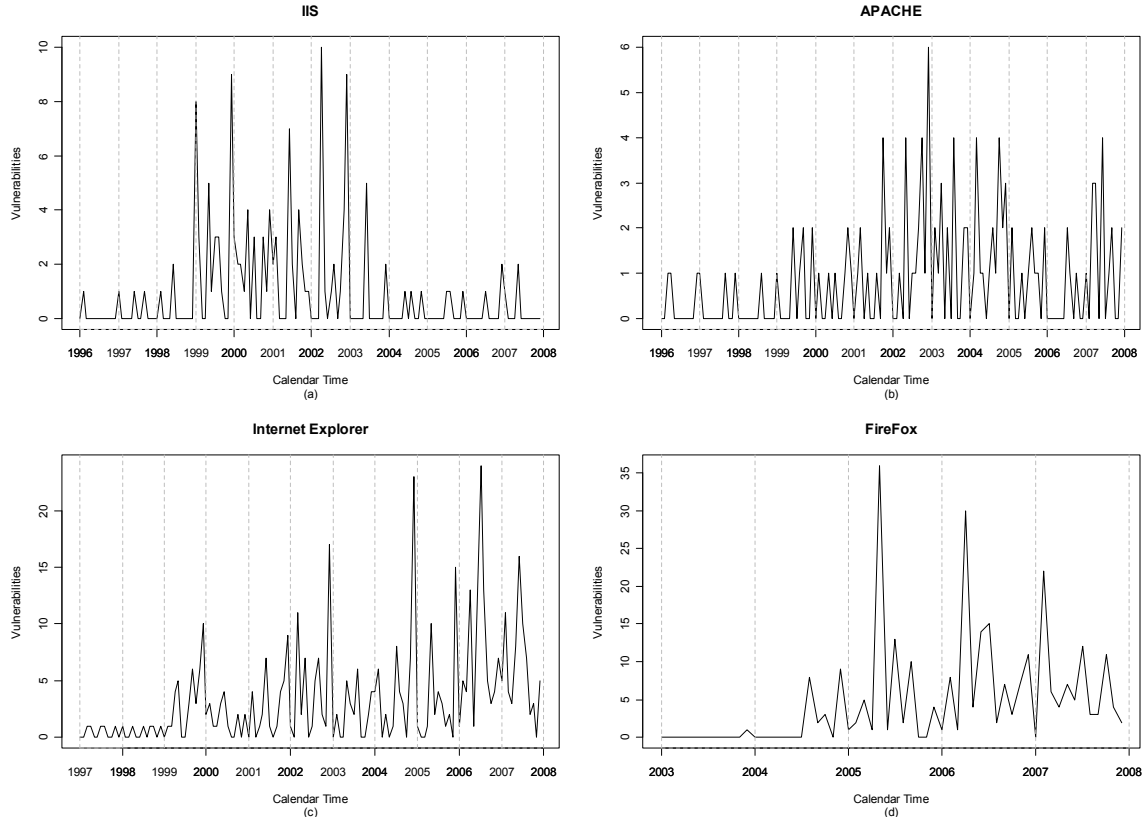 IIS
Vulnerabilities
10
8
6
4
2
0
1996 1997 1998 1999 2000 2001 2002 2003 2004 2005 2006 2007 2008
Calendar Time
(a)
APACHE
Vulnerabilities
6
5
4
3
2
1
0
1996 1997 1998 1999 2000 2001 2002 2003 2004 2005 2006 2007 2008
Calendar Time
(b)
Internet Explorer
Vulnerabilities
20
15
10
5
0
1997 1998 1999 2000 2001 2002 2003 2004 2005 2006 2007 2008
Calendar Time
(c)
FireFox
Vulnerabilities
35
30
25
20
15
10
5
0
2003 2004 2005 2006 2007 2008
Calendar Time
(d)